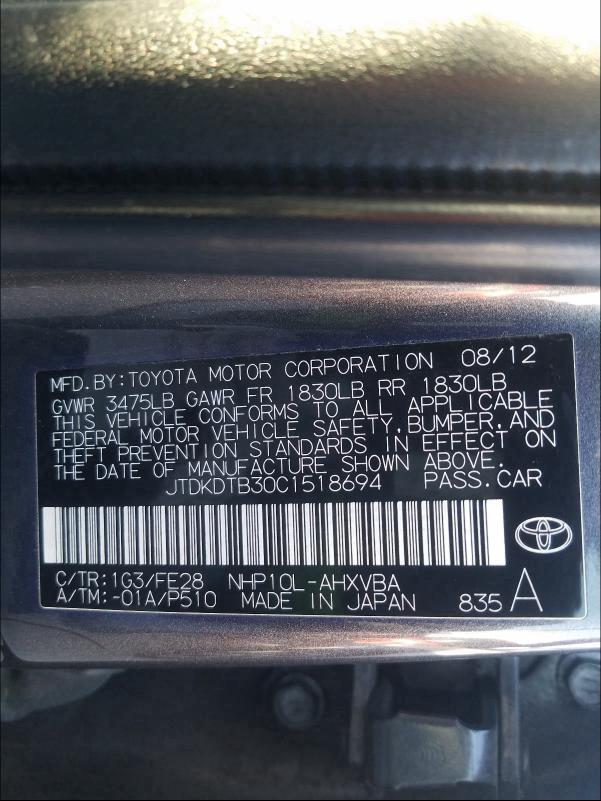 MFD.BY:TOYOTA MOTOR CORPORATION 08/12
GVWR 3475LB GAWR FR 1830LB RR 1830LB
THIS VEHICLE CONFORMS TO ALL APPLICABLE
FEDERAL MOTOR VEHICLE SAFETY,BUMPER,AND
THEFT PREVENTION STANDARDS IN EFFECT ON
THE DATE OF MANUFACTURE SHOWN ABOVE.
JTDKDTB30C1518694 PASS.CAR
C/TR:1G3/FE28 NHP10L-AHXVBA
A/TM:-01A/P510 MADE IN JAPAN 835 A